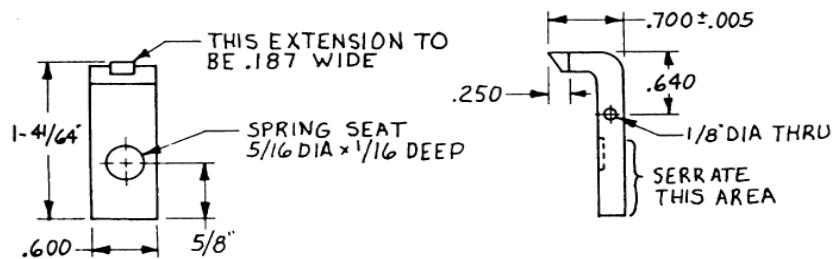 THIS EXTENSION TO
BE .187 WIDE
1-41/64"
SPRING SEAT
5/16 DIA x 1/16 DEEP
.600
5/8"
.700±.005
.640
.250
1/8" DIA THRU
SERRATE
THIS AREA